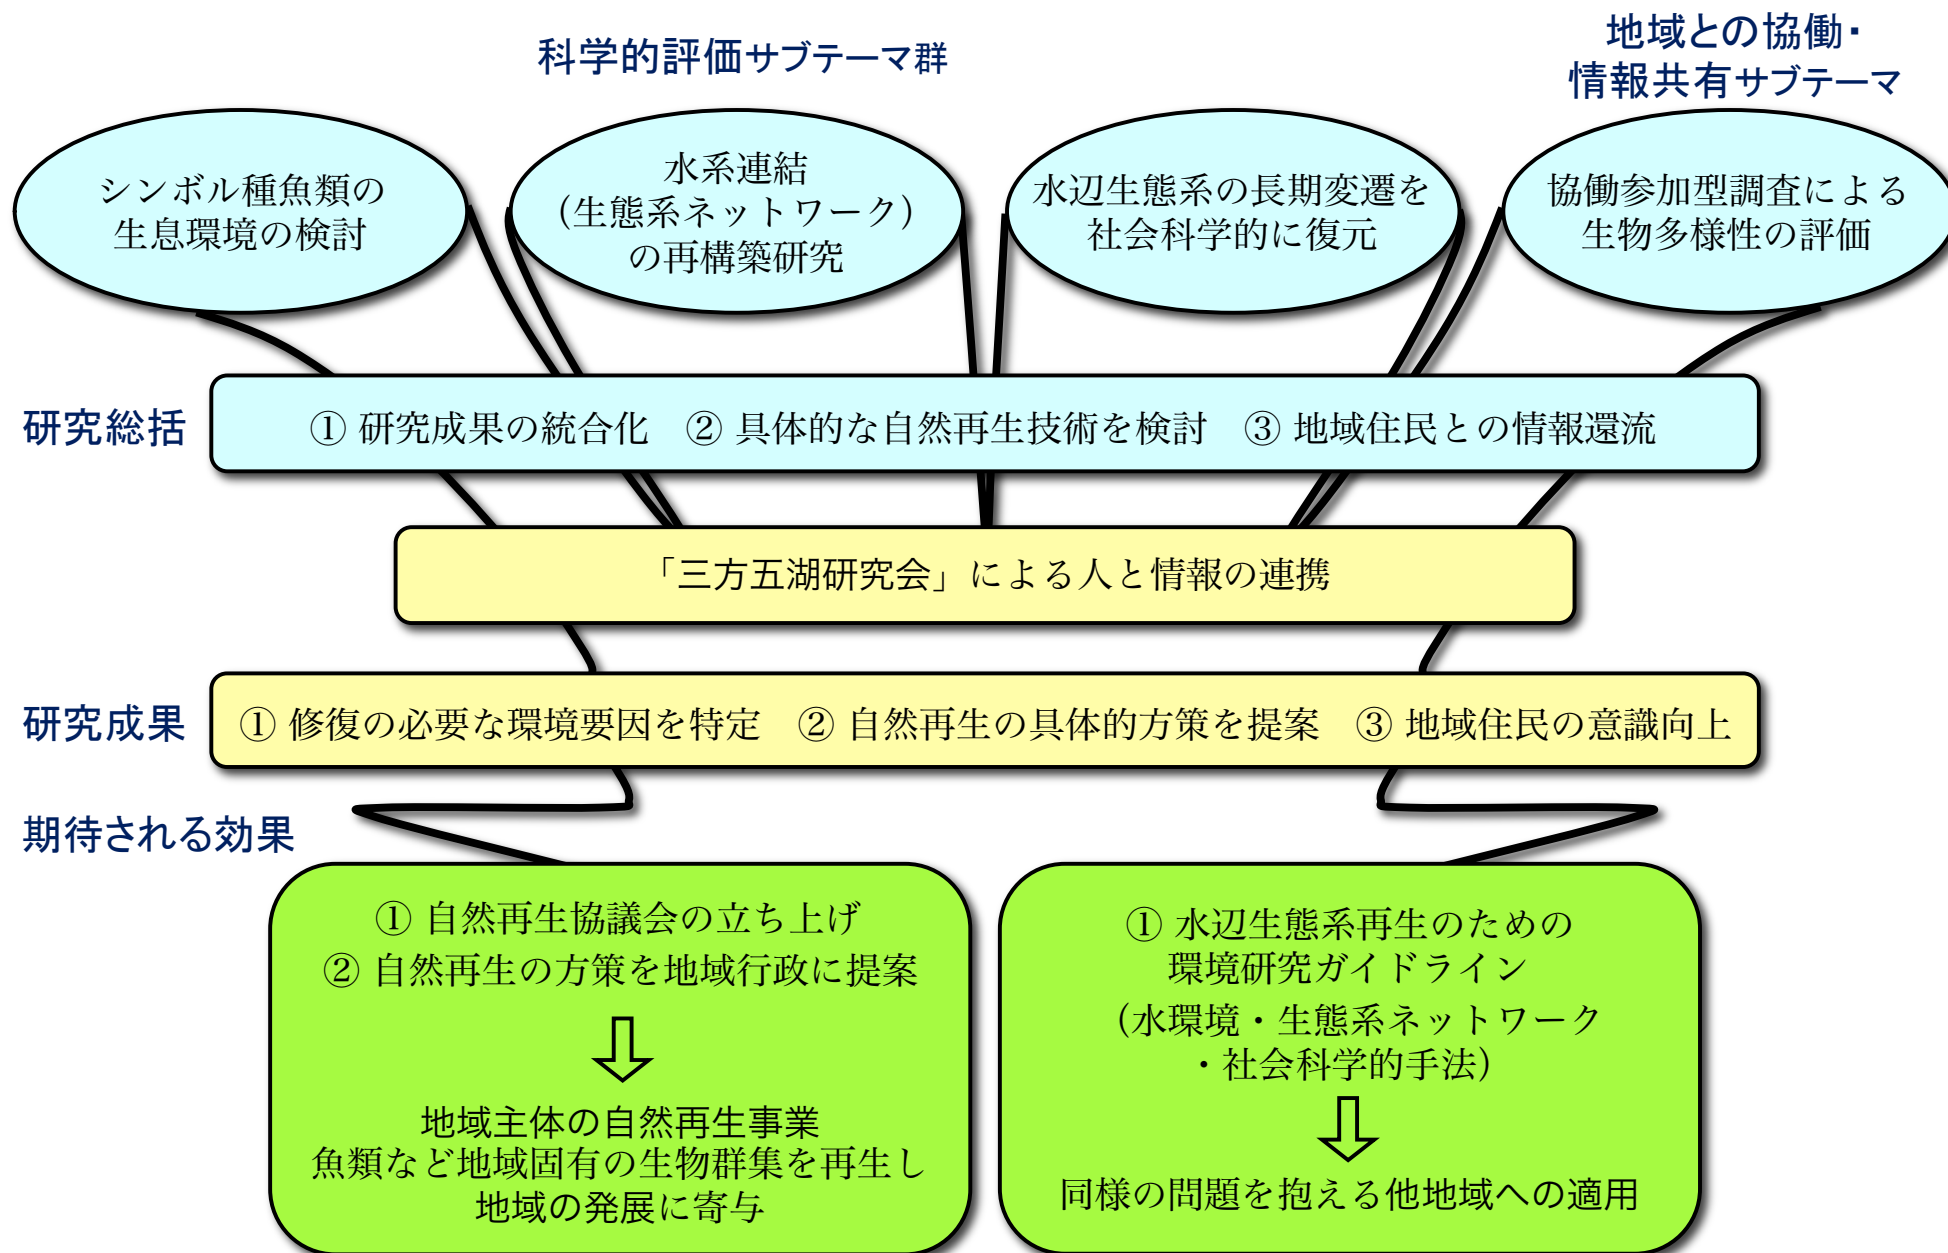 科学的評価サブテーマ群
地域との協働・
情報共有サブテーマ
シンボル種魚類の
生息環境の検討
水系連結
(生態系ネットワーク)
の再構築研究
水辺生態系の長期変遷を
社会科学的に復元
協働参加型調査による
生物多様性の評価
研究総括
① 研究成果の統合化 ② 具体的な自然再生技術を検討 ③ 地域住民との情報還流
「三方五湖研究会」による人と情報の連携
研究成果
① 修復の必要な環境要因を特定 ② 自然再生の具体的方策を提案 ③ 地域住民の意識向上
期待される効果
① 自然再生協議会の立ち上げ
② 自然再生の方策を地域行政に提案
地域主体の自然再生事業
魚類など地域固有の生物群集を再生し
地域の発展に寄与
① 水辺生態系再生のための
環境研究ガイドライン
(水環境・生態系ネットワーク
・社会科学的手法)
同様の問題を抱える他地域への適用